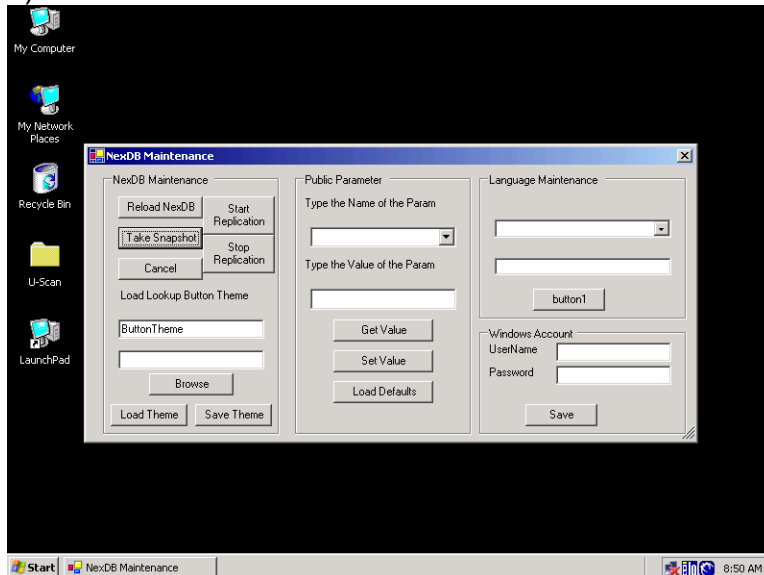 My Computer
My Network
Places
Recycle Bin
U-Scan
LaunchPad
NexDB Maintenance
NexDB Maintenance
Reload NexDB
Start
Replication
Take Snapshot
Stop
Replication
Cancel
Load Lookup Button Theme
ButtonTheme
Browse
Load Theme
Save Theme
Public Parameter
Type the Name of the Param
Type the Value of the Param
Get Value
Set Value
Load Defaults
Language Maintenance
button1
Windows Account
UserName
Password
Save
Start
NexDB Maintenance
8:50 AM